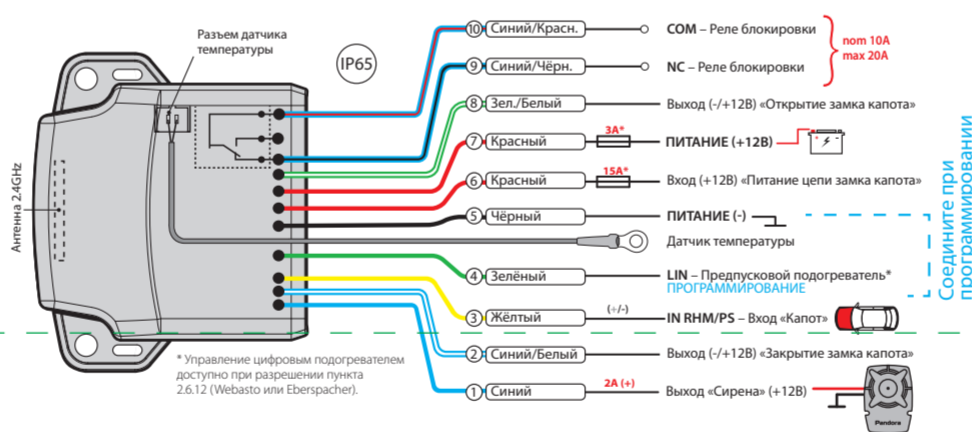 Разъем датчика
температуры
IP65
Антенна 2.4GHz
10 Синий/Красн. COM – Реле блокировки
nom 10A
max 20A
9 Синий/Чёрн. NC – Реле блокировки
8 Зел./Белый Выход (-/+12В) «Открытие замка капота»
7 Красный 3А* ПИТАНИЕ (+12В)
6 Красный 15А* Вход (+12В) «Питание цепи замка капота»
5 Чёрный ПИТАНИЕ (-)
Датчик температуры
4 Зелёный LIN – Предпусковой подогреватель*
ПРОГРАММИРОВАНИЕ
3 Жёлтый (+/-) IN RHM/PS – Вход «Капот»
2 Синий/Белый Выход (-/+12В) «Закрытие замка капота»
1 Синий 2А (+) Выход «Сирена» (+12В)
Pandora
Соедините при
программировании
* Управление цифровым подогревателем
доступно при разрешении пункта
2.6.12 (Webasto или Eberspacher).